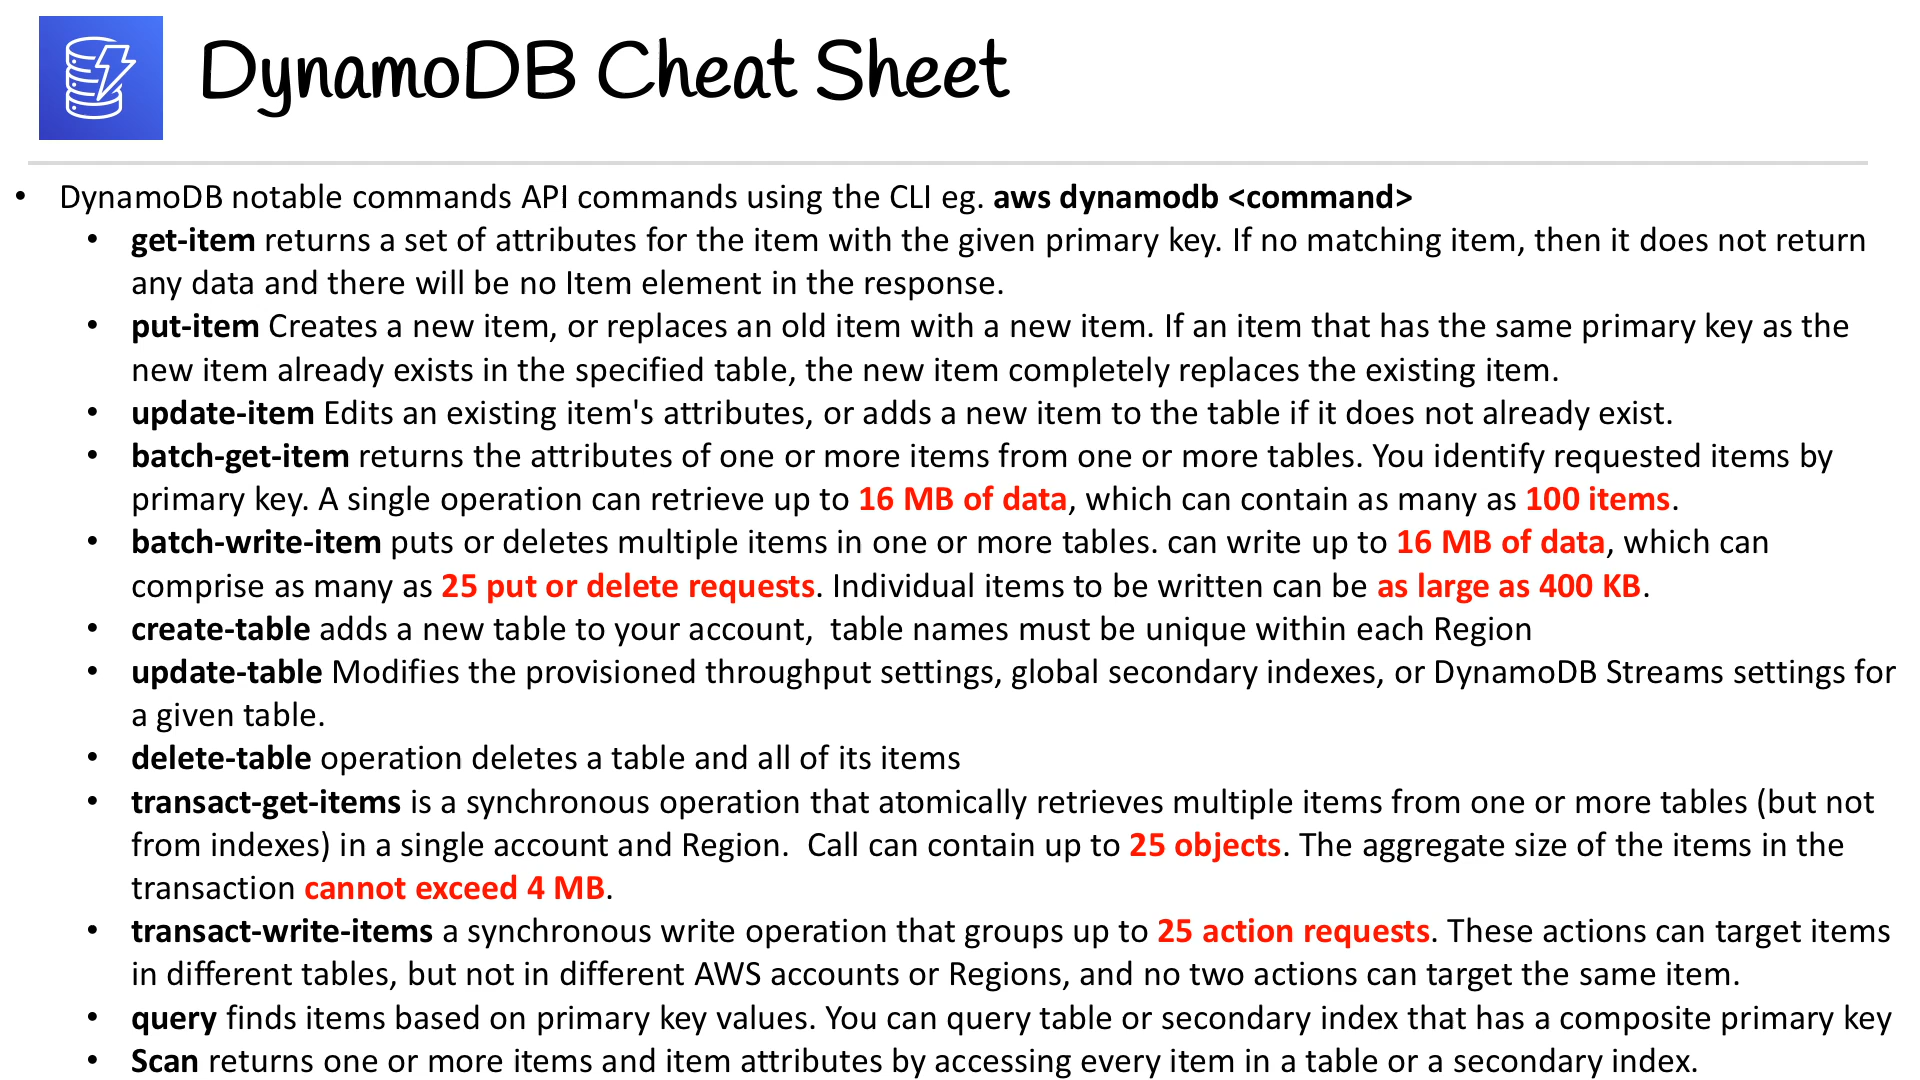 DynamoDB Cheat Sheet
• DynamoDB notable commands API commands using the CLI eg. aws dynamodb <command>
• get-item returns a set of attributes for the item with the given primary key. If no matching item, then it does not return
any data and there will be no Item element in the response.
• put-item Creates a new item, or replaces an old item with a new item. If an item that has the same primary key as the
new item already exists in the specified table, the new item completely replaces the existing item.
• update-item Edits an existing item's attributes, or adds a new item to the table if it does not already exist.
• batch-get-item returns the attributes of one or more items from one or more tables. You identify requested items by
primary key. A single operation can retrieve up to 16 MB of data, which can contain as many as 100 items.
• batch-write-item puts or deletes multiple items in one or more tables. can write up to 16 MB of data, which can
comprise as many as 25 put or delete requests. Individual items to be written can be as large as 400 KB.
• create-table adds a new table to your account,  table names must be unique within each Region
• update-table Modifies the provisioned throughput settings, global secondary indexes, or DynamoDB Streams settings for
a given table.
• delete-table operation deletes a table and all of its items
• transact-get-items is a synchronous operation that atomically retrieves multiple items from one or more tables (but not
from indexes) in a single account and Region.  Call can contain up to 25 objects. The aggregate size of the items in the
transaction cannot exceed 4 MB.
• transact-write-items a synchronous write operation that groups up to 25 action requests. These actions can target items
in different tables, but not in different AWS accounts or Regions, and no two actions can target the same item.
• query finds items based on primary key values. You can query table or secondary index that has a composite primary key
• Scan returns one or more items and item attributes by accessing every item in a table or a secondary index.